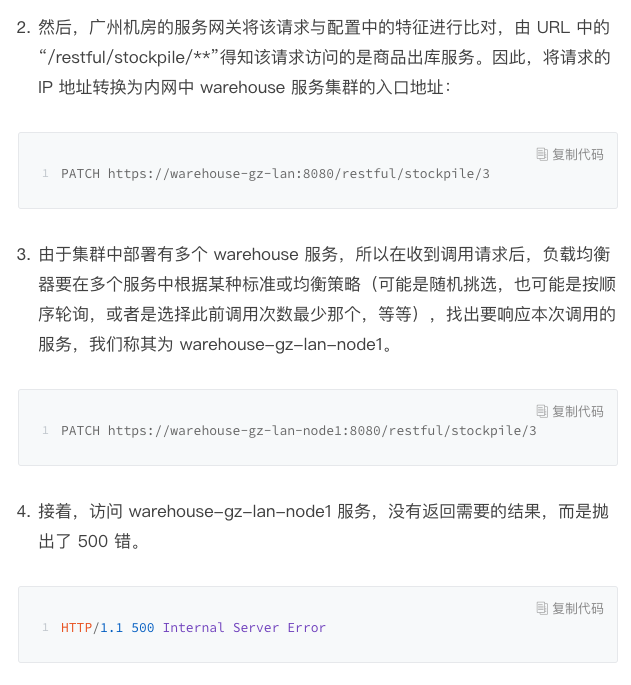 2. 然后，广州机房的服务网关将该请求与配置中的特征进行比对，由 URL 中的
“/restful/stockpile/**”得知该请求访问的是商品出库服务。因此，将请求的
IP 地址转换为内网中 warehouse 服务集群的入口地址：
复制代码
1 PATCH https://warehouse-gz-lan:8080/restful/stockpile/3
3. 由于集群中部署有多个 warehouse 服务，所以在收到调用请求后，负载均衡
器要在多个服务中根据某种标准或均衡策略（可能是随机挑选，也可能是按顺
序轮询，或者是选择此前调用次数最少那个，等等），找出要响应本次调用的
服务，我们称其为 warehouse-gz-lan-node1。
复制代码
1 PATCH https://warehouse-gz-lan-node1:8080/restful/stockpile/3
4. 接着，访问 warehouse-gz-lan-node1 服务，没有返回需要的结果，而是抛
出了 500 错。
复制代码
1 HTTP/1.1 500 Internal Server Error